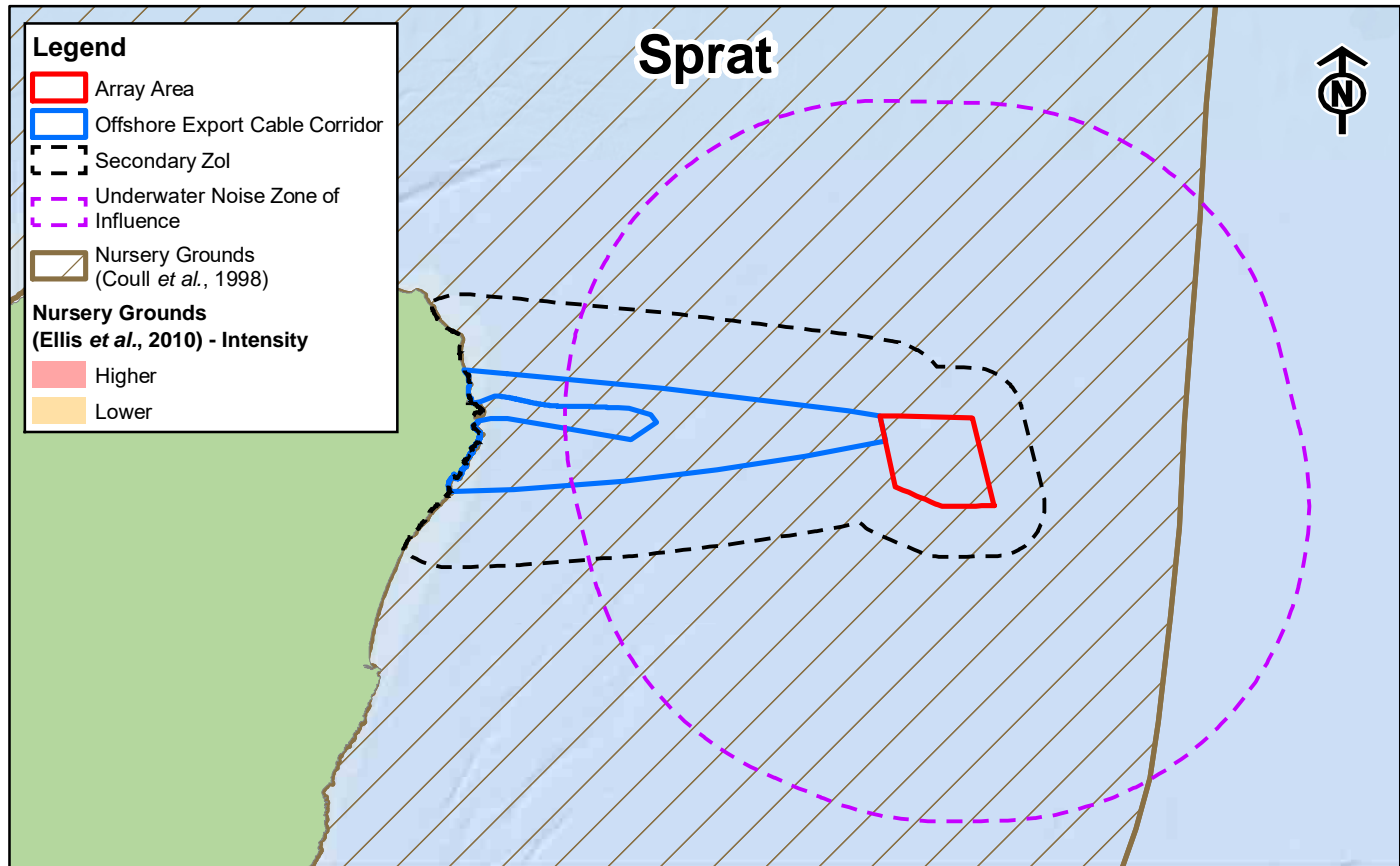 Sprat
Legend
Array Area
Offshore Export Cable Corridor
Secondary ZoI
Underwater Noise Zone of
Influence
Nursery Grounds
(Coull et al., 1998)
Nursery Grounds
(Ellis et al., 2010) - Intensity
Higher
Lower
N